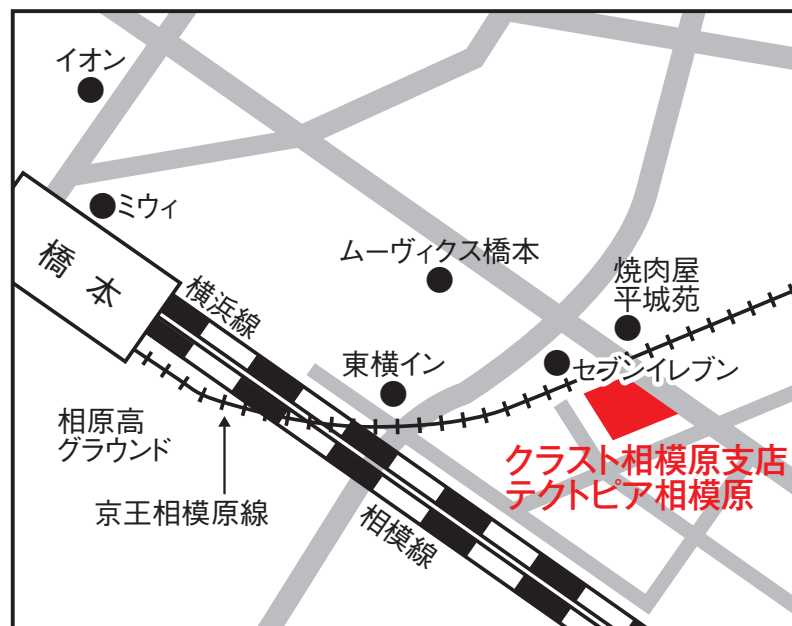 イオン
ミウィ
橋本
横浜線
ムーヴィクス橋本
焼肉屋
平城苑
東横イン
セブンイレブン
相原高
グラウンド
クラスト相模原支店
テクトピア相模原
京王相模原線
相模線